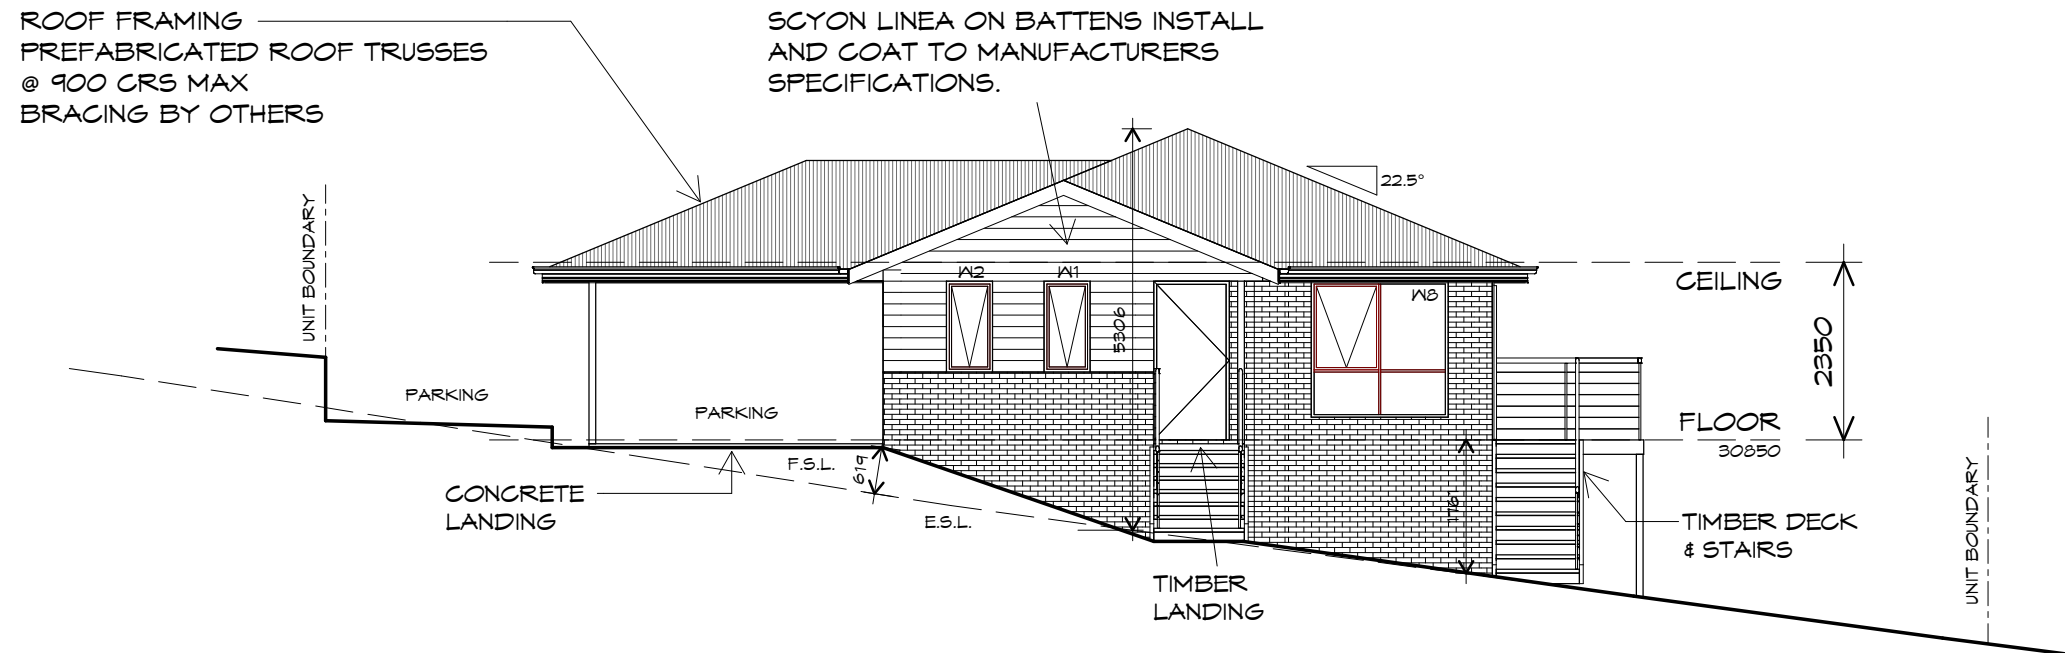 ROOF FRAMING
PREFABRICATED ROOF TRUSSES
@ 900 CRS MAX
BRACING BY OTHERS
SCYON LINEA ON BATTENS INSTALL
AND COAT TO MANUFACTURERS
SPECIFICATIONS.
22.5°
UNIT BOUNDARY
W2
W1
W8
CEILING
5306
2350
PARKING
PARKING
FLOOR
30850
F.S.L.
619
CONCRETE
LANDING
E.S.L.
1761
TIMBER DECK
& STAIRS
UNIT BOUNDARY
TIMBER
LANDING